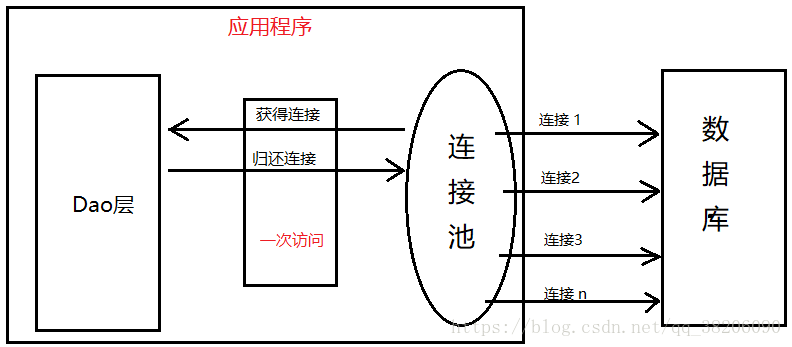 应用程序
Dao层
获得连接
归还连接
一次访问
连接池
连接 1
连接2
连接3
连接 n
数据库
https://blog.csdn.net/qq_38206090